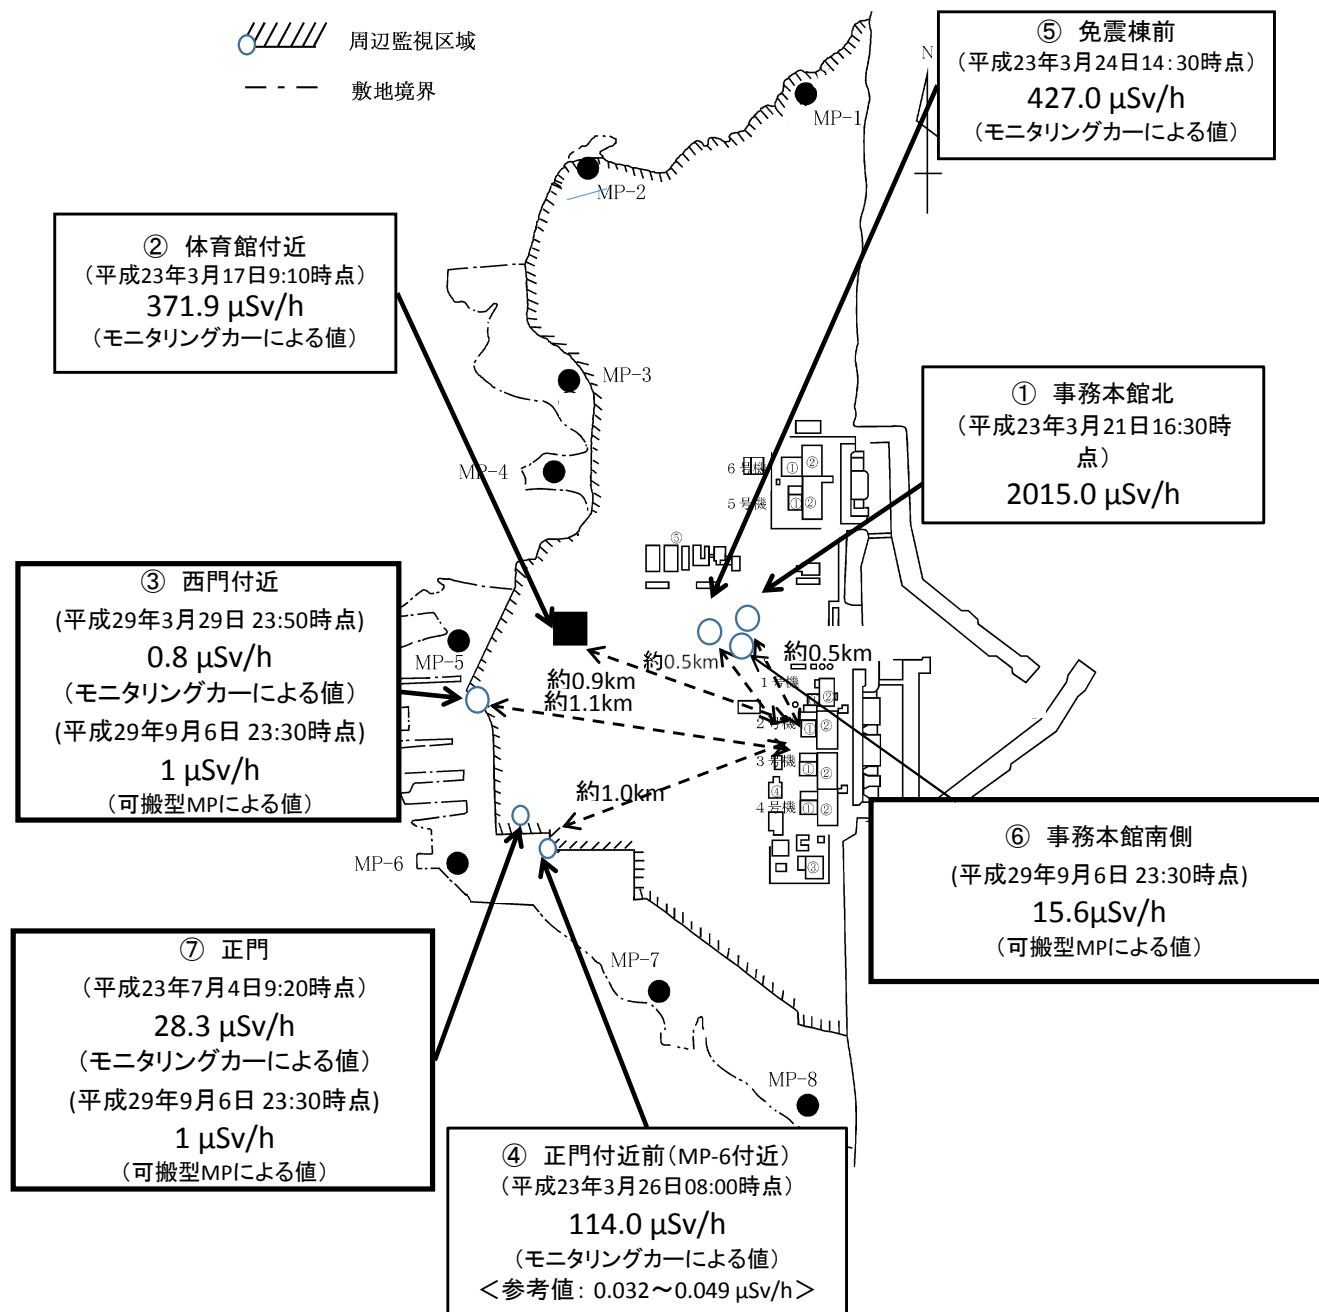 周辺監視区域
敷地境界
⑤ 免震棟前
（平成23年3月24日14:30時点）
427.0 μSv/h
（モニタリングカーによる値）
N
MP-1
MP-2
② 体育館付近
（平成23年3月17日9:10時点）
371.9 μSv/h
（モニタリングカーによる値）
MP-3
① 事務本館北
（平成23年3月21日16:30時
点）
2015.0 μSv/h
MP-4
6号機
①
②
5号機
①
②
⑤
③ 西門付近
(平成29年3月29日 23:50時点)
0.8 μSv/h
（モニタリングカーによる値）
(平成29年9月6日 23:30時点)
1 μSv/h
（可搬型MPによる値）
MP-5
約0.5km
約0.5km
約0.9km
約1.1km
1号機
①
②
2号機
①
②
3号機
①
②
約1.0km
④
4号機
①
②
③
MP-6
⑥ 事務本館南側
(平成29年9月6日 23:30時点)
15.6μSv/h
（可搬型MPによる値）
⑦ 正門
（平成23年7月4日9:20時点）
28.3 μSv/h
（モニタリングカーによる値）
(平成29年9月6日 23:30時点)
1 μSv/h
（可搬型MPによる値）
MP-7
MP-8
④ 正門付近前（MP-6付近）
（平成23年3月26日08:00時点）
114.0 μSv/h
（モニタリングカーによる値）
＜参考値: 0.032～0.049 μSv/h＞